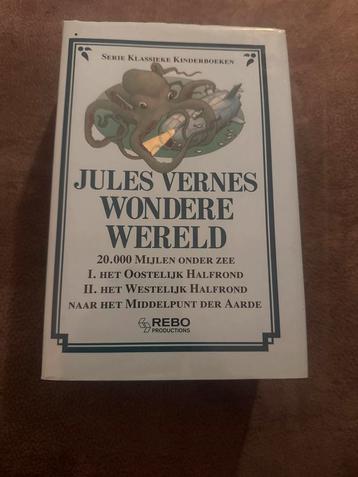 Serie Klassieke Kinderboeken
JULES VERNES
WONDERE
WERELD
20.000 Mijlen onder zee
I. het Oostelijk Halfrond
II. het Westelijk Halfrond
naar het Middelpunt der Aarde
REBO
PRODUCTIONS